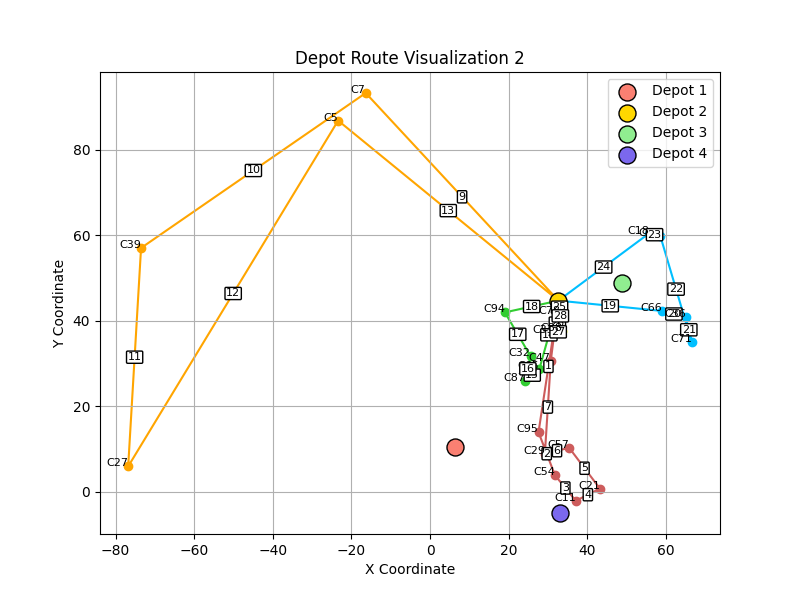 Depot Route Visualization 2
Depot 1
Depot 2
Depot 3
Depot 4
C7
C5
C39
C27
C94
C32
C47
C87
C95
C29
C57
C54
C21
C11
C18
C66
C71
10
9
13
12
11
23
24
22
19
21
18
25
28
27
17
16
1
7
2
6
5
3
4
80
60
40
20
0
−80
−60
−40
−20
0
20
40
60
X Coordinate
Y Coordinate